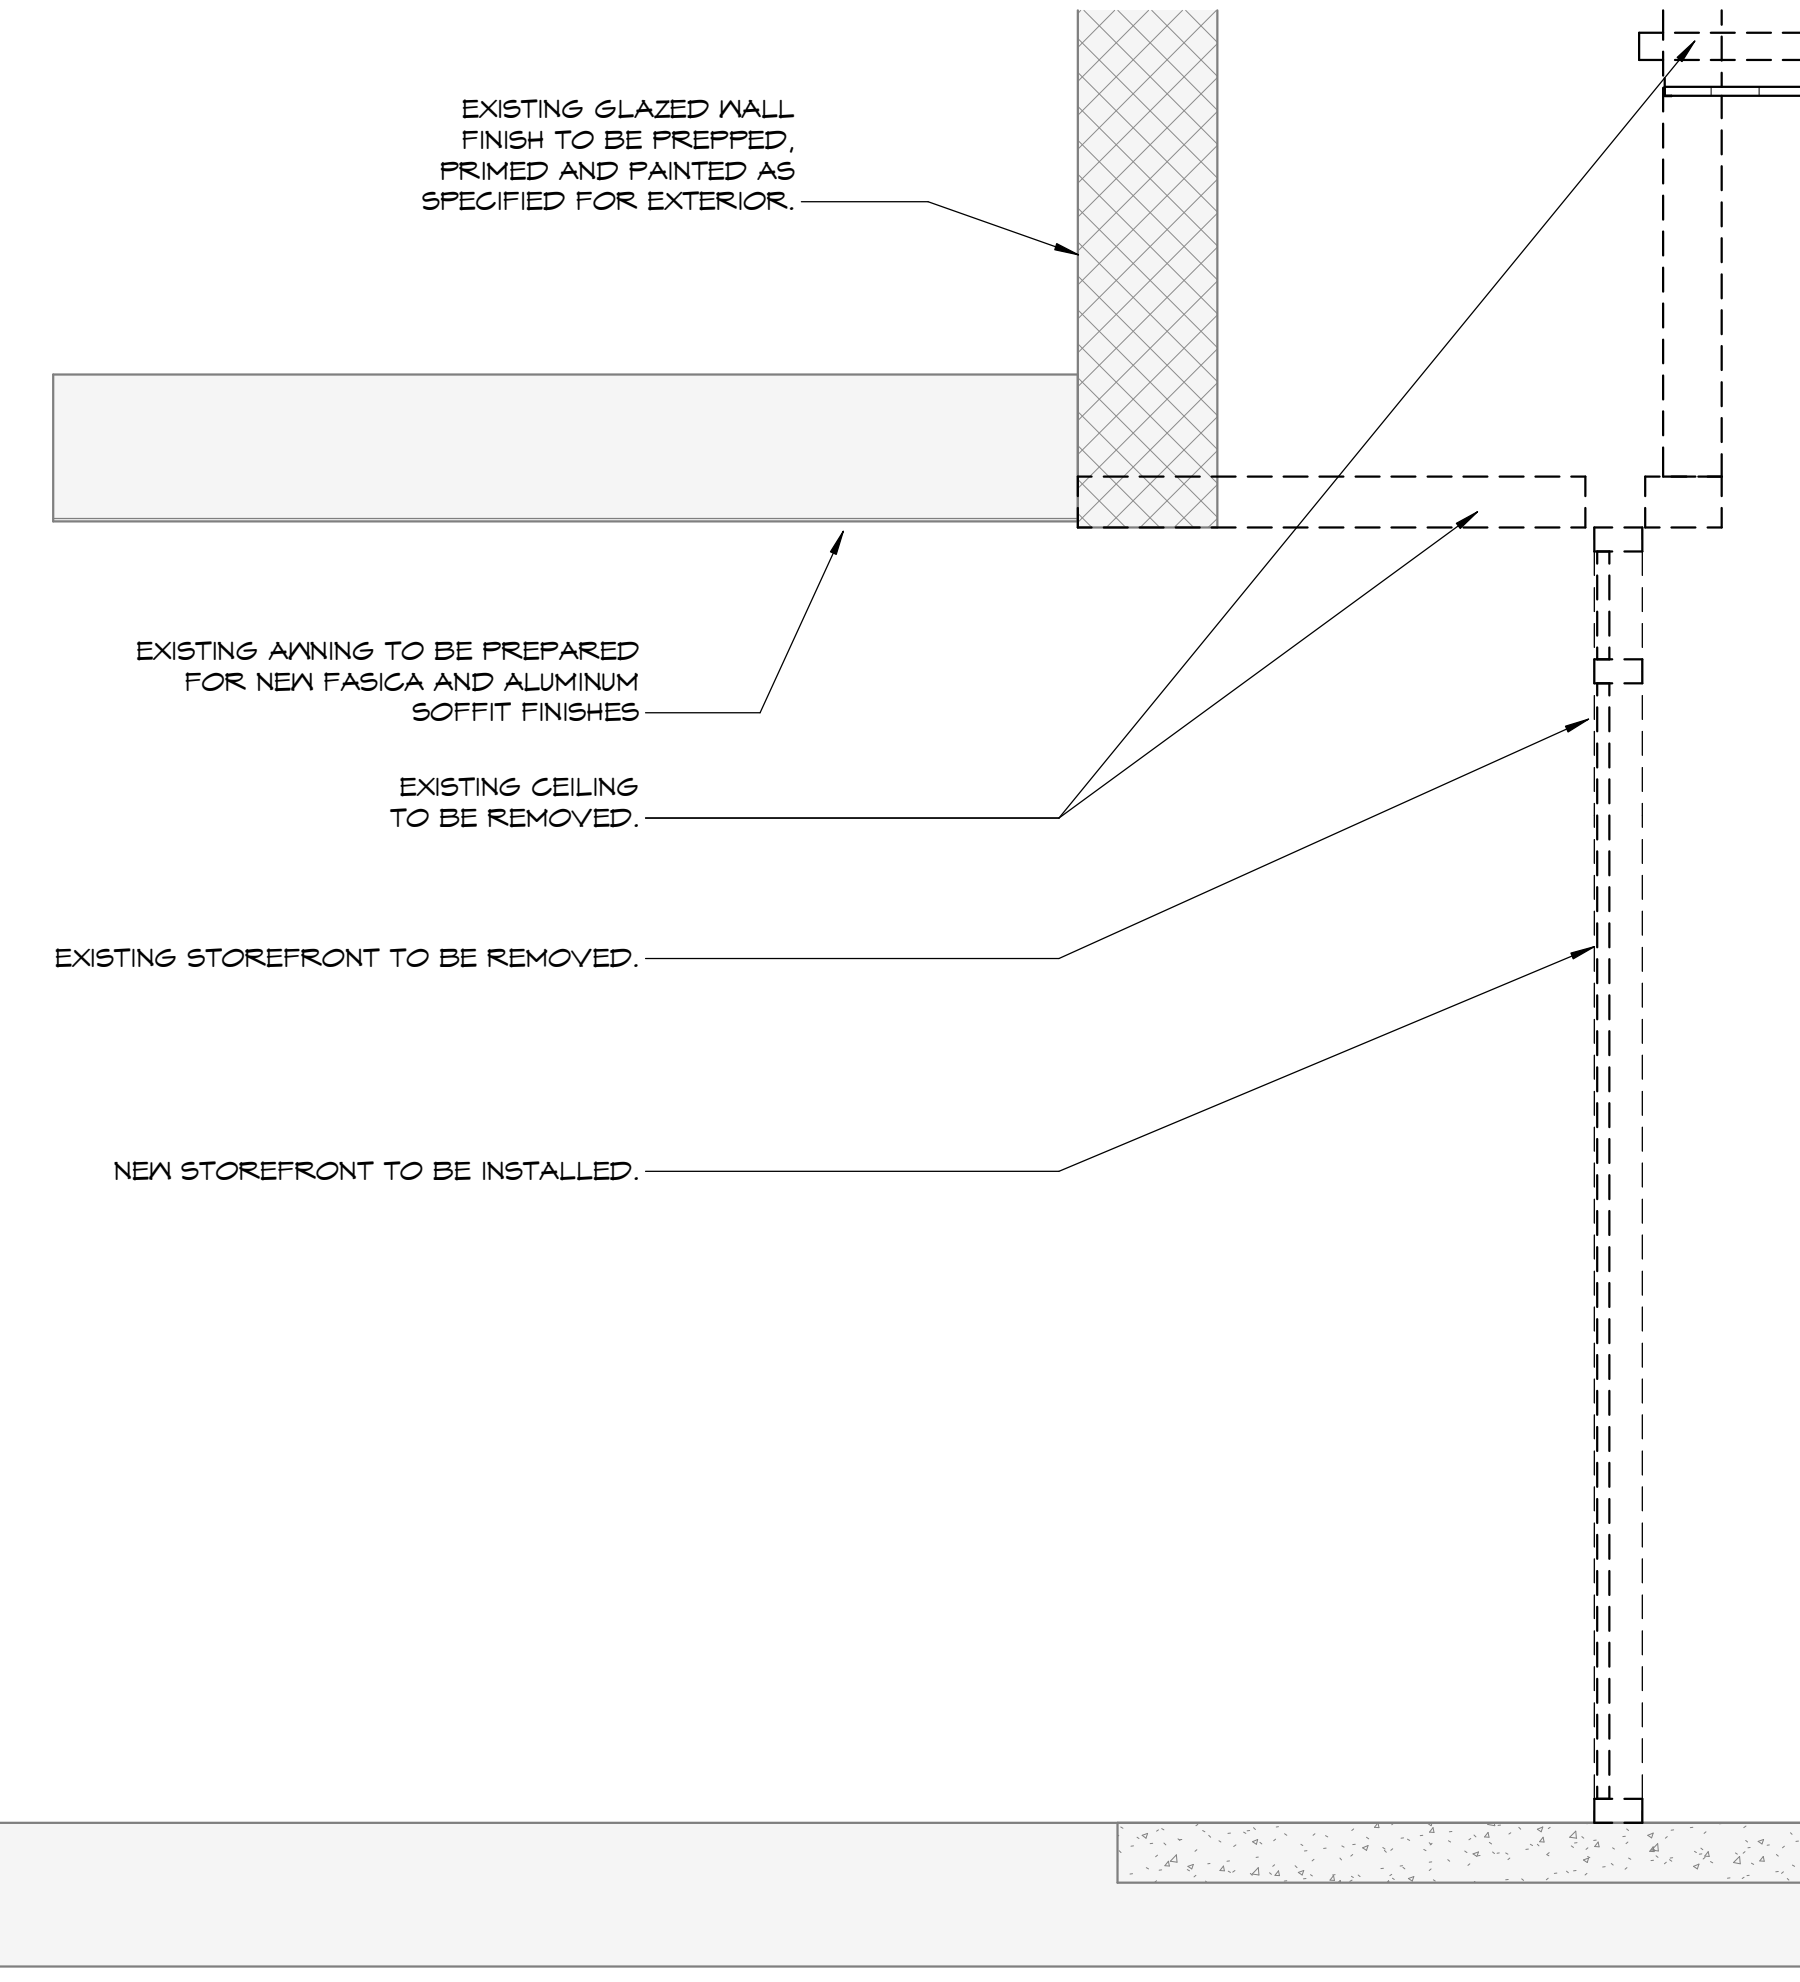 EXISTING GLAZED WALL
FINISH TO BE PREPPED,
PRIMED AND PAINTED AS
SPECIFIED FOR EXTERIOR.
EXISTING AWNING TO BE PREPARED
FOR NEW FASICA AND ALUMINUM
SOFFIT FINISHES
EXISTING CEILING
TO BE REMOVED.
EXISTING STOREFRONT TO BE REMOVED.
NEW STOREFRONT TO BE INSTALLED.